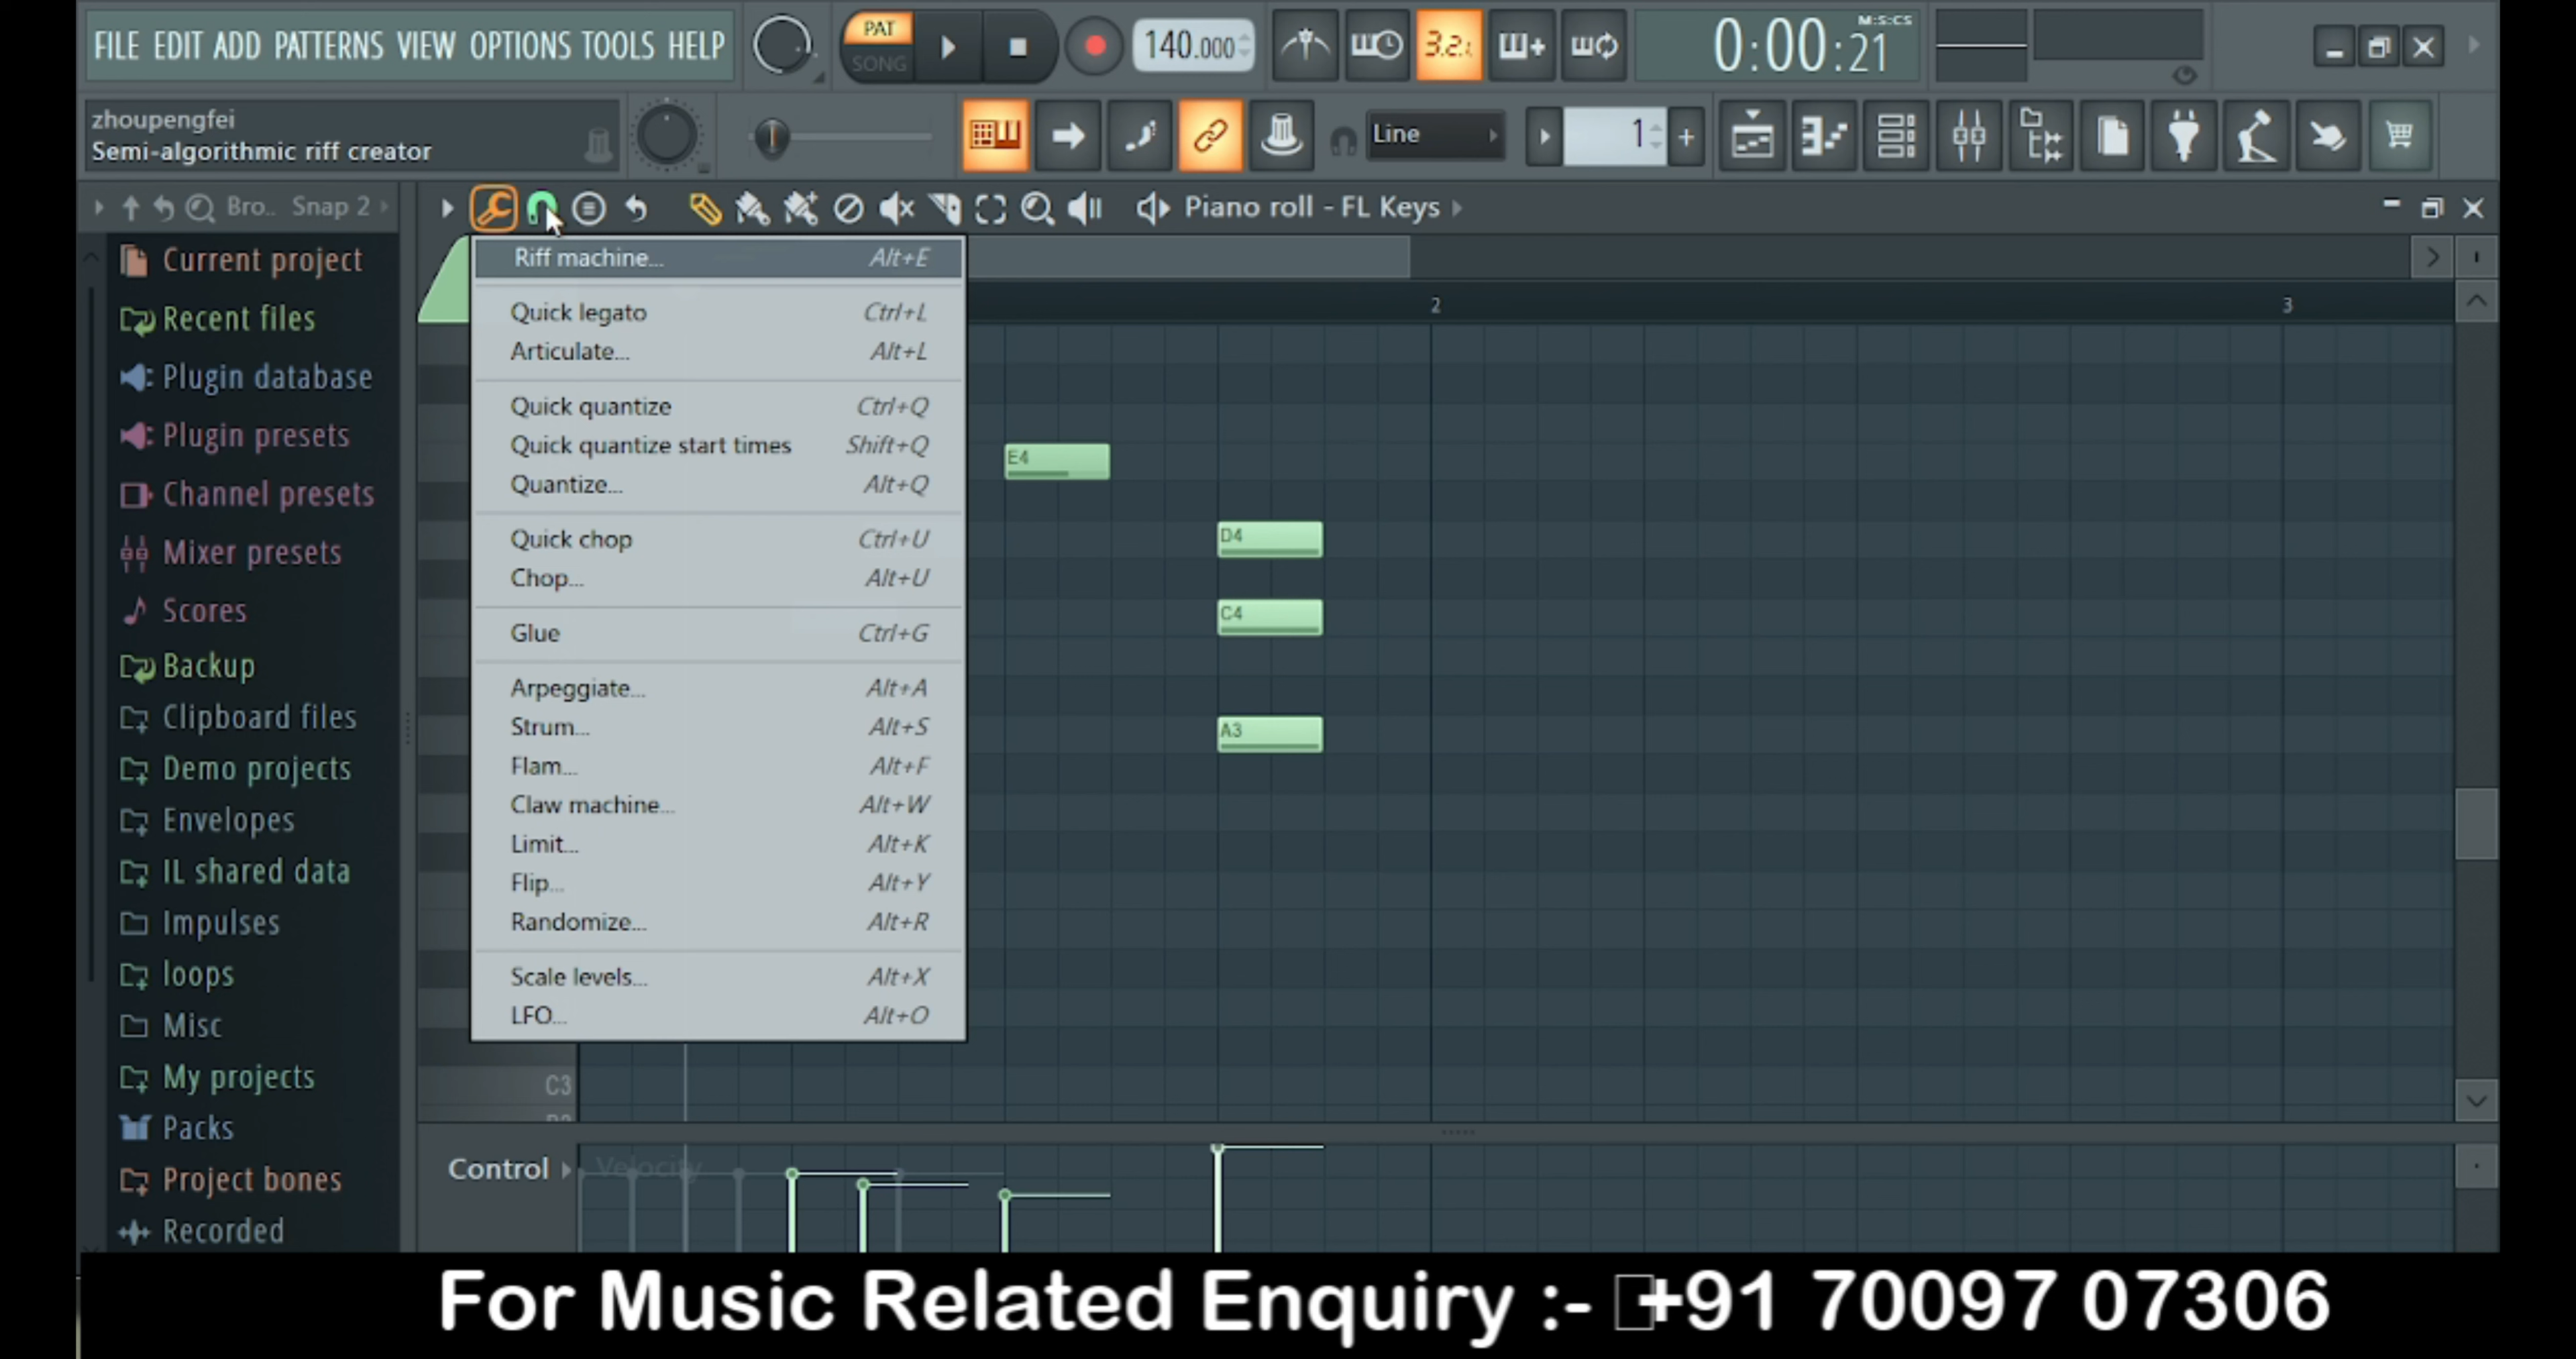 FILE EDIT ADD PATTERNS VIEW OPTIONS TOOLS HELP
PAT
SONG
140.000
3.2.1
M:S:CS
0:00:21
zhoupengfei
Semi-algorithmic riff creator
Line
1
Bro.. Snap 2
Piano roll - FL Keys
Current project
Recent files
Plugin database
Plugin presets
Channel presets
Mixer presets
Scores
Backup
Clipboard files
Demo projects
Envelopes
IL shared data
Impulses
loops
Misc
My projects
Packs
Project bones
Recorded
Riff machine... Alt+E
Quick legato Ctrl+L
Articulate... Alt+L
Quick quantize Ctrl+Q
Quick quantize start times Shift+Q
Quantize... Alt+Q
Quick chop Ctrl+U
Chop... Alt+U
Glue Ctrl+G
Arpeggiate... Alt+A
Strum... Alt+S
Flam... Alt+F
Claw machine... Alt+W
Limit... Alt+K
Flip... Alt+Y
Randomize... Alt+R
Scale levels... Alt+X
LFO... Alt+O
2
3
E4
D4
C4
A3
C3
Control
Velocity
For Music Related Enquiry :- +91 70097 07306